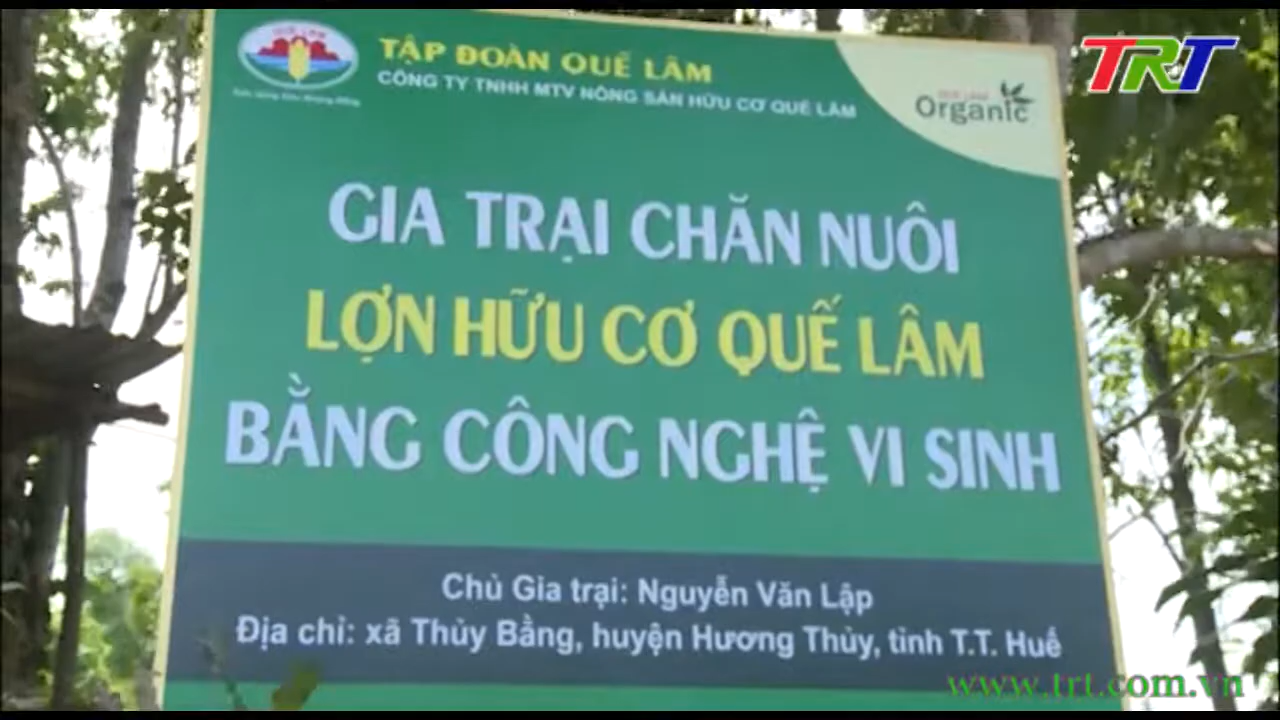 TẬP ĐOÀN QUẾ LÂM
CÔNG TY TNHH MTV NÔNG SẢN HỮU CƠ QUẾ LÂM
Organic
TRT
GIA TRẠI CHĂN NUÔI
LỢN HỮU CƠ QUẾ LÂM
BẰNG CÔNG NGHỆ VI SINH
Chủ Gia trại: Nguyễn Văn Lập
Địa chỉ: xã Thủy Bằng, huyện Hương Thủy, tỉnh T.T. Huế
www.trt.com.vn